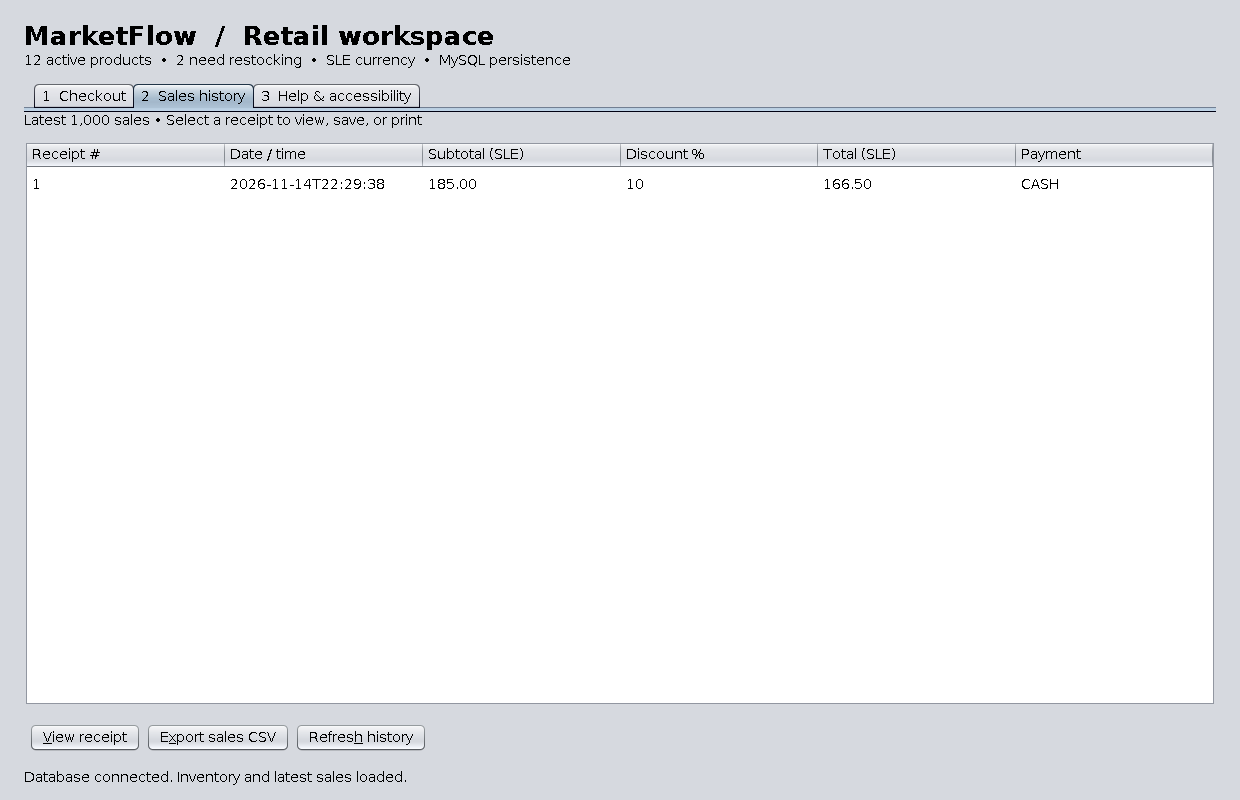 MarketFlow / Retail workspace
12 active products • 2 need restocking • SLE currency • MySQL persistence
1 Checkout 2 Sales history 3 Help & accessibility
Latest 1,000 sales • Select a receipt to view, save, or print
Receipt # Date / time Subtotal (SLE) Discount % Total (SLE) Payment
1 2026-11-14T22:29:38 185.00 10 166.50 CASH
View receipt Export sales CSV Refresh history
Database connected. Inventory and latest sales loaded.